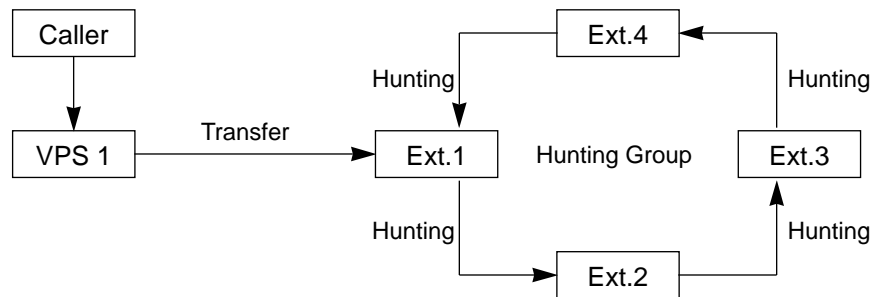 Caller
Ext.4
Hunting
Hunting
Transfer
VPS 1
Ext.1
Hunting Group
Ext.3
Hunting
Hunting
Ext.2